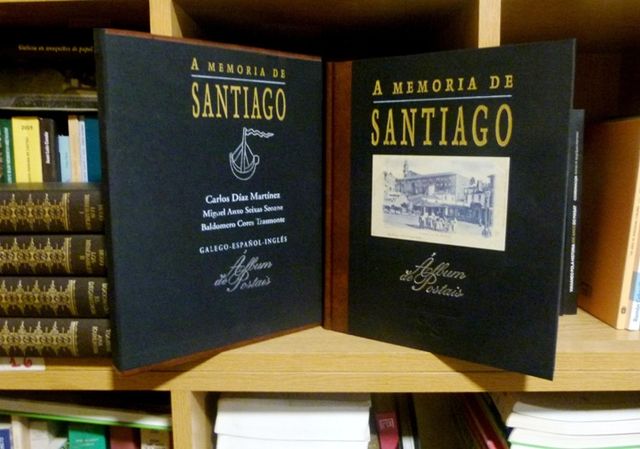 A MEMORIA DE
SANTIAGO
Carlos Díaz Martínez
Miguel Anxo Seixas Seoane
Baldomero Cores Trasmonte
GALEGO-ESPAÑOL-INGLÉS
Álbum
de Postais
A MEMORIA DE
SANTIAGO
Álbum
de Postais